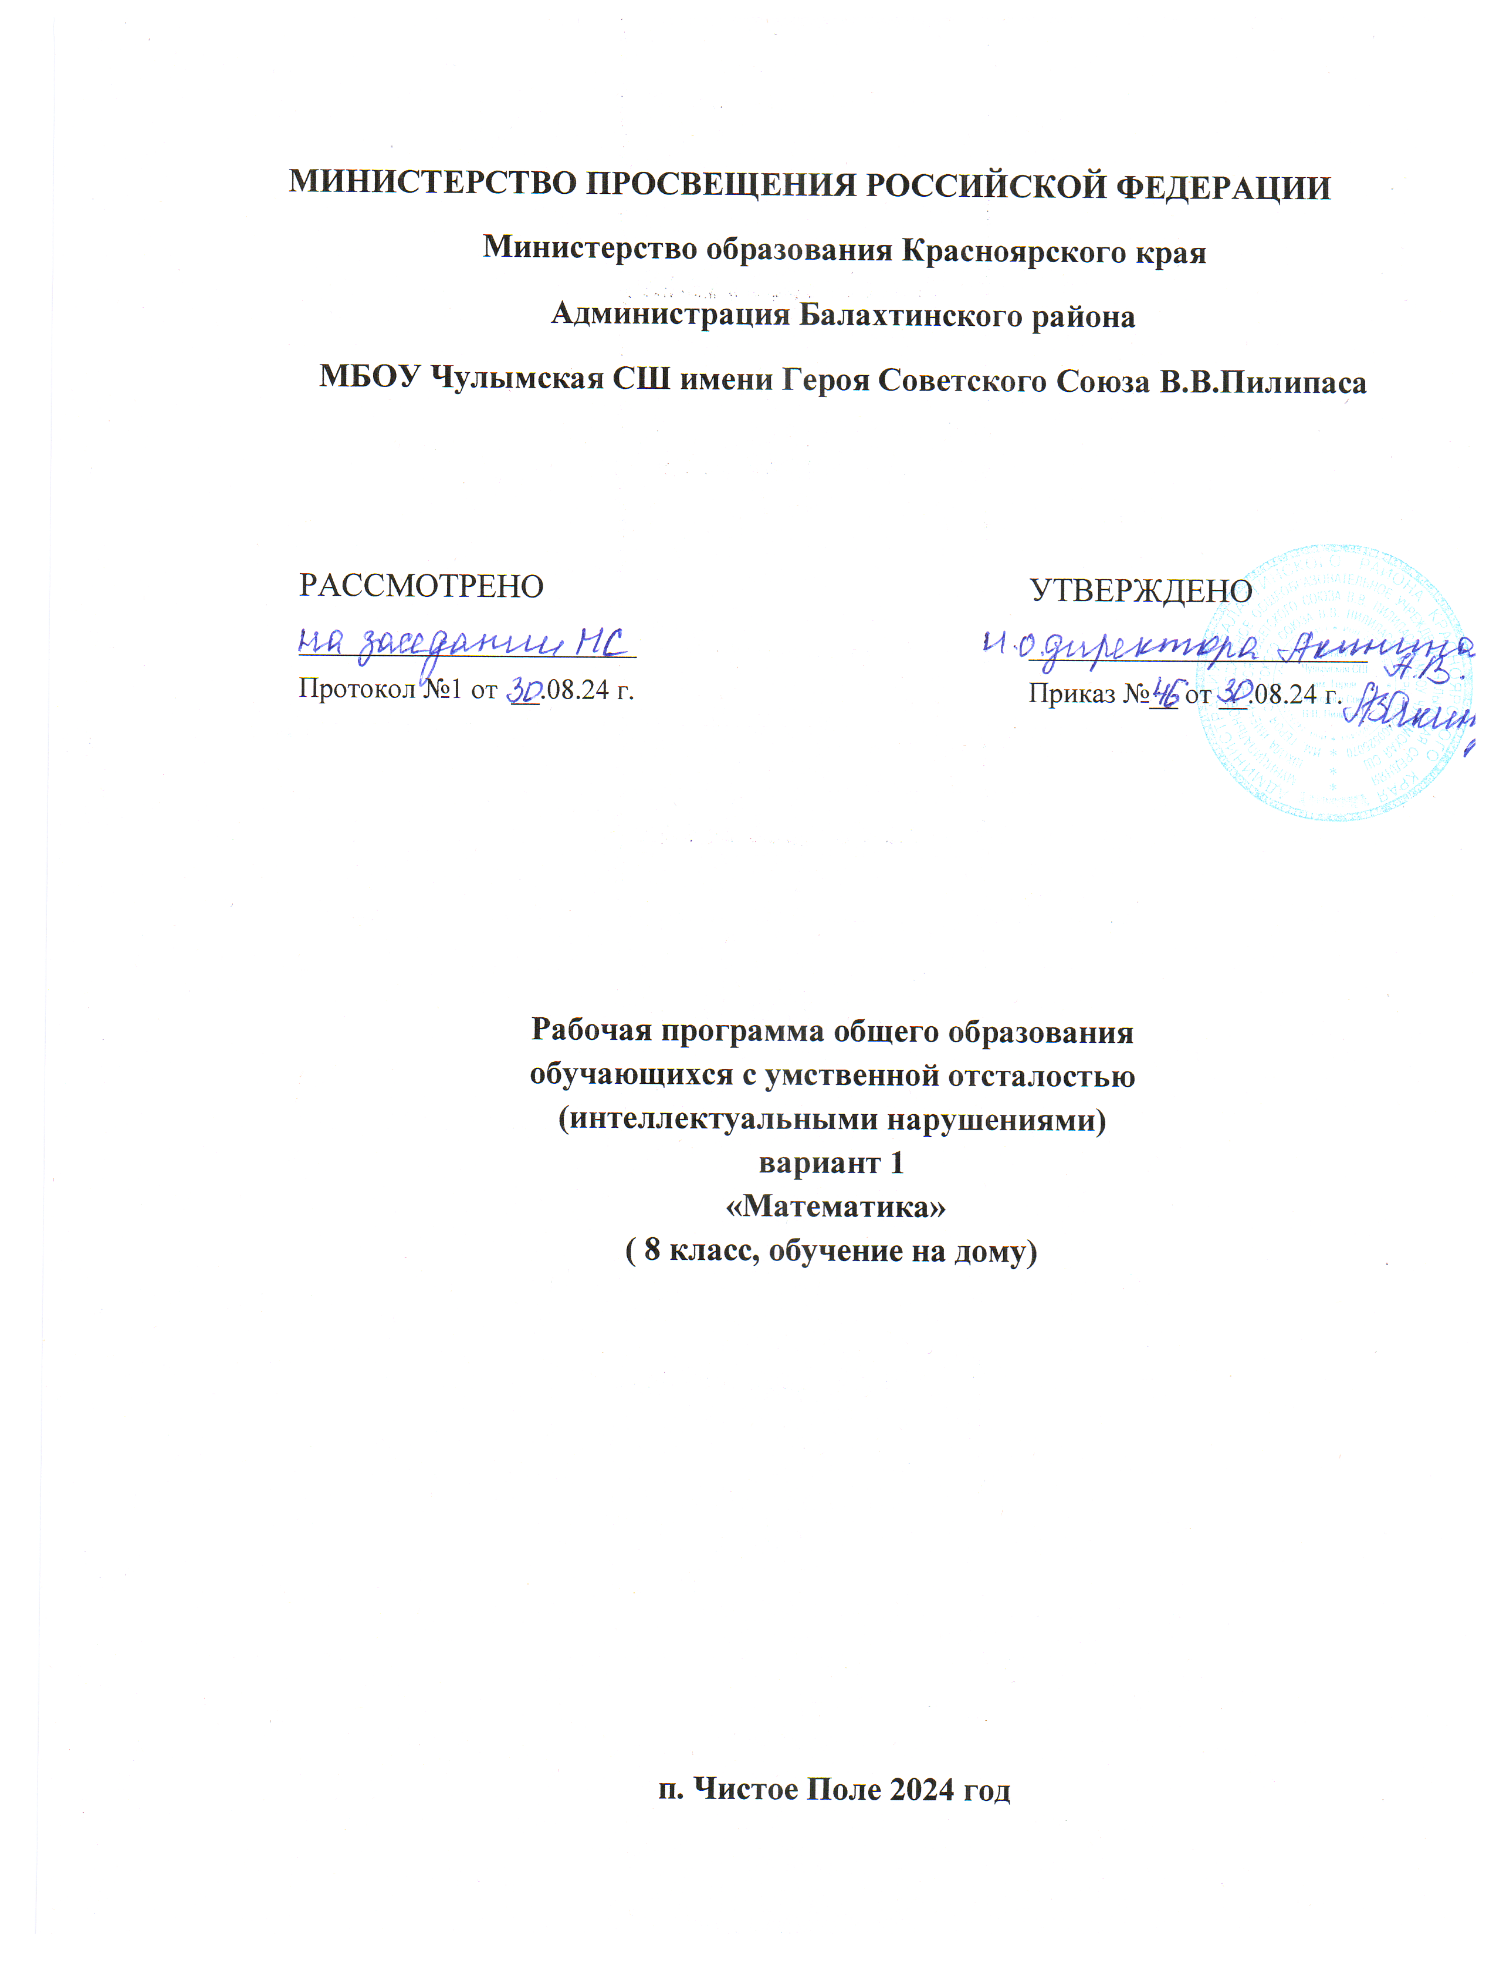 МИНИСТЕРСТВО ПРОСВЕЩЕНИЯ РОССИЙСКОЙ ФЕДЕРАЦИИ
Министерство образования Красноярского края
Администрация Балахтинского района
МБОУ Чулымская СШ имени Героя Советского Союза В.В.Пилипаса
РАССМОТРЕНО
на заседании МС
Протокол №1 от 30.08.24 г.
УТВЕРЖДЕНО
И.о.директора Акинина
А.В.
Приказ №46 от 30.08.24 г.
Рабочая программа общего образования
обучающихся с умственной отсталостью
(интеллектуальными нарушениями)
вариант 1
«Математика»
( 8 класс, обучение на дому)
п. Чистое Поле 2024 год